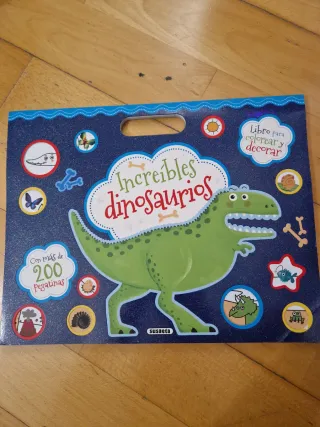 Libro para
colorear y
decorar
Increíbles
dinosaurios
Con más de
200
pegatinas
SUSAETA